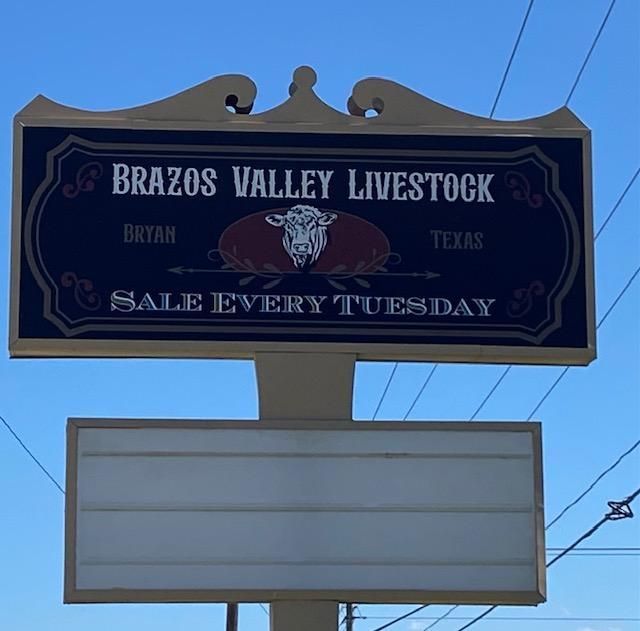 BRAZOS VALLEY LIVESTOCK
BRYAN TEXAS
SALE EVERY TUESDAY